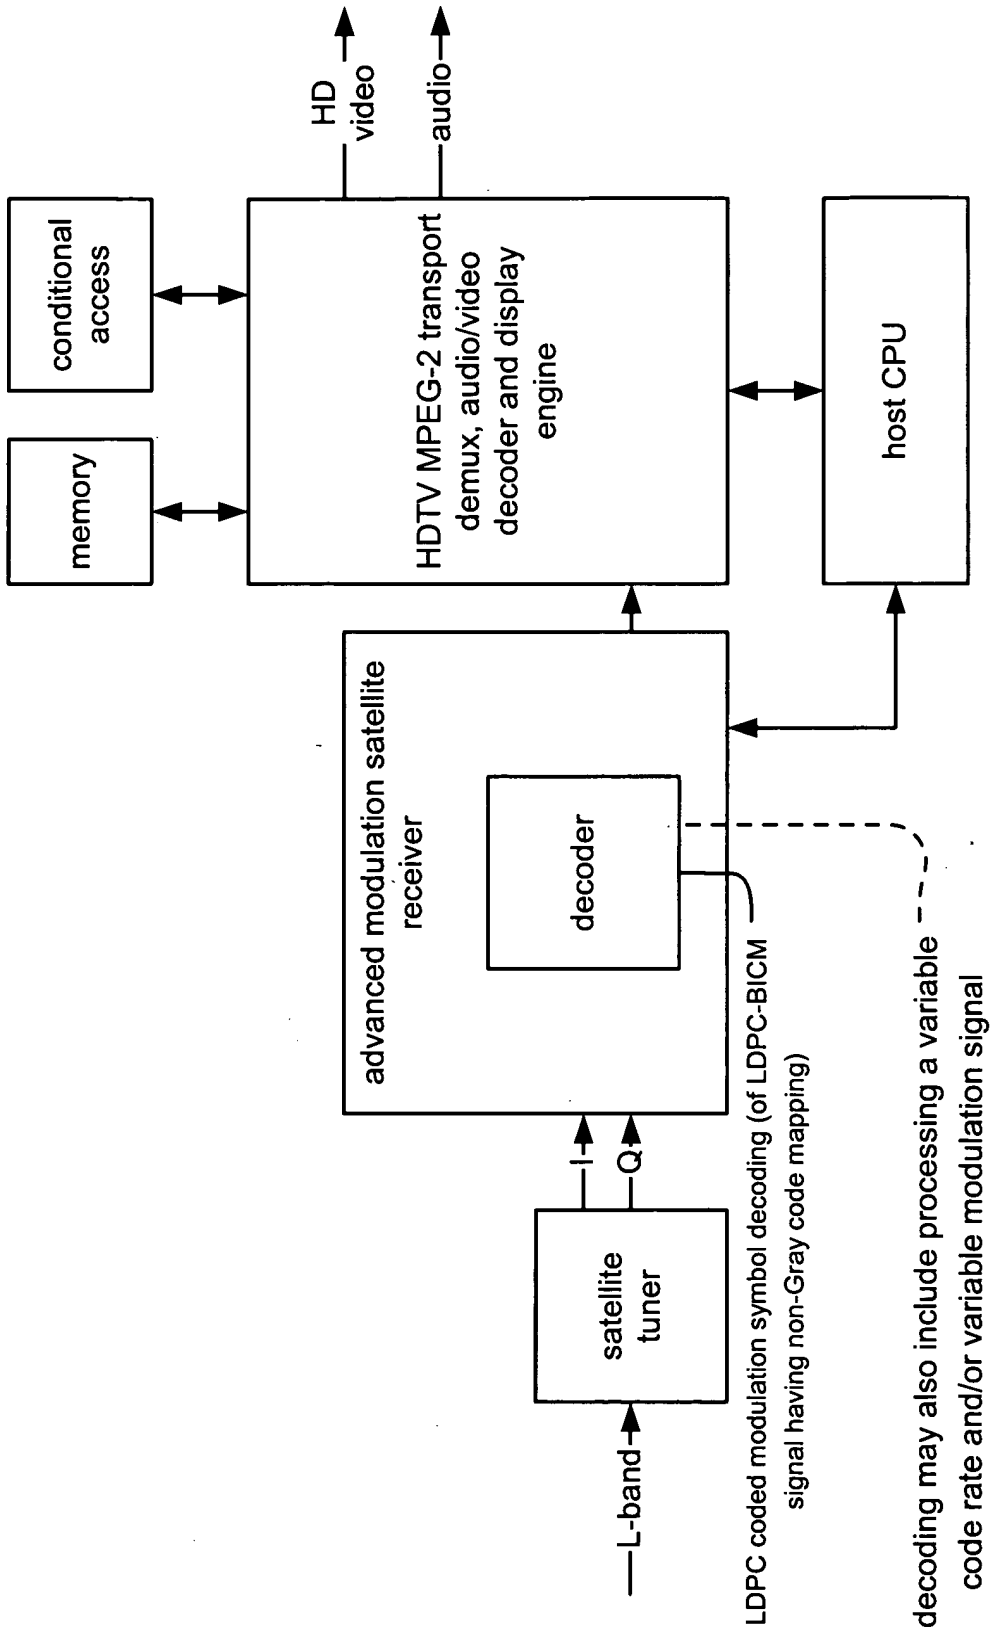 L-band
satellite
tuner
I
Q
advanced modulation satellite
receiver
decoder
LDPC coded modulation symbol decoding (of LDPC-BICM
signal having non-Gray code mapping)
decoding may also include processing a variable
code rate and/or variable modulation signal
memory
conditional
access
HDTV MPEG-2 transport
demux, audio/video
decoder and display
engine
HD
video
audio
host CPU